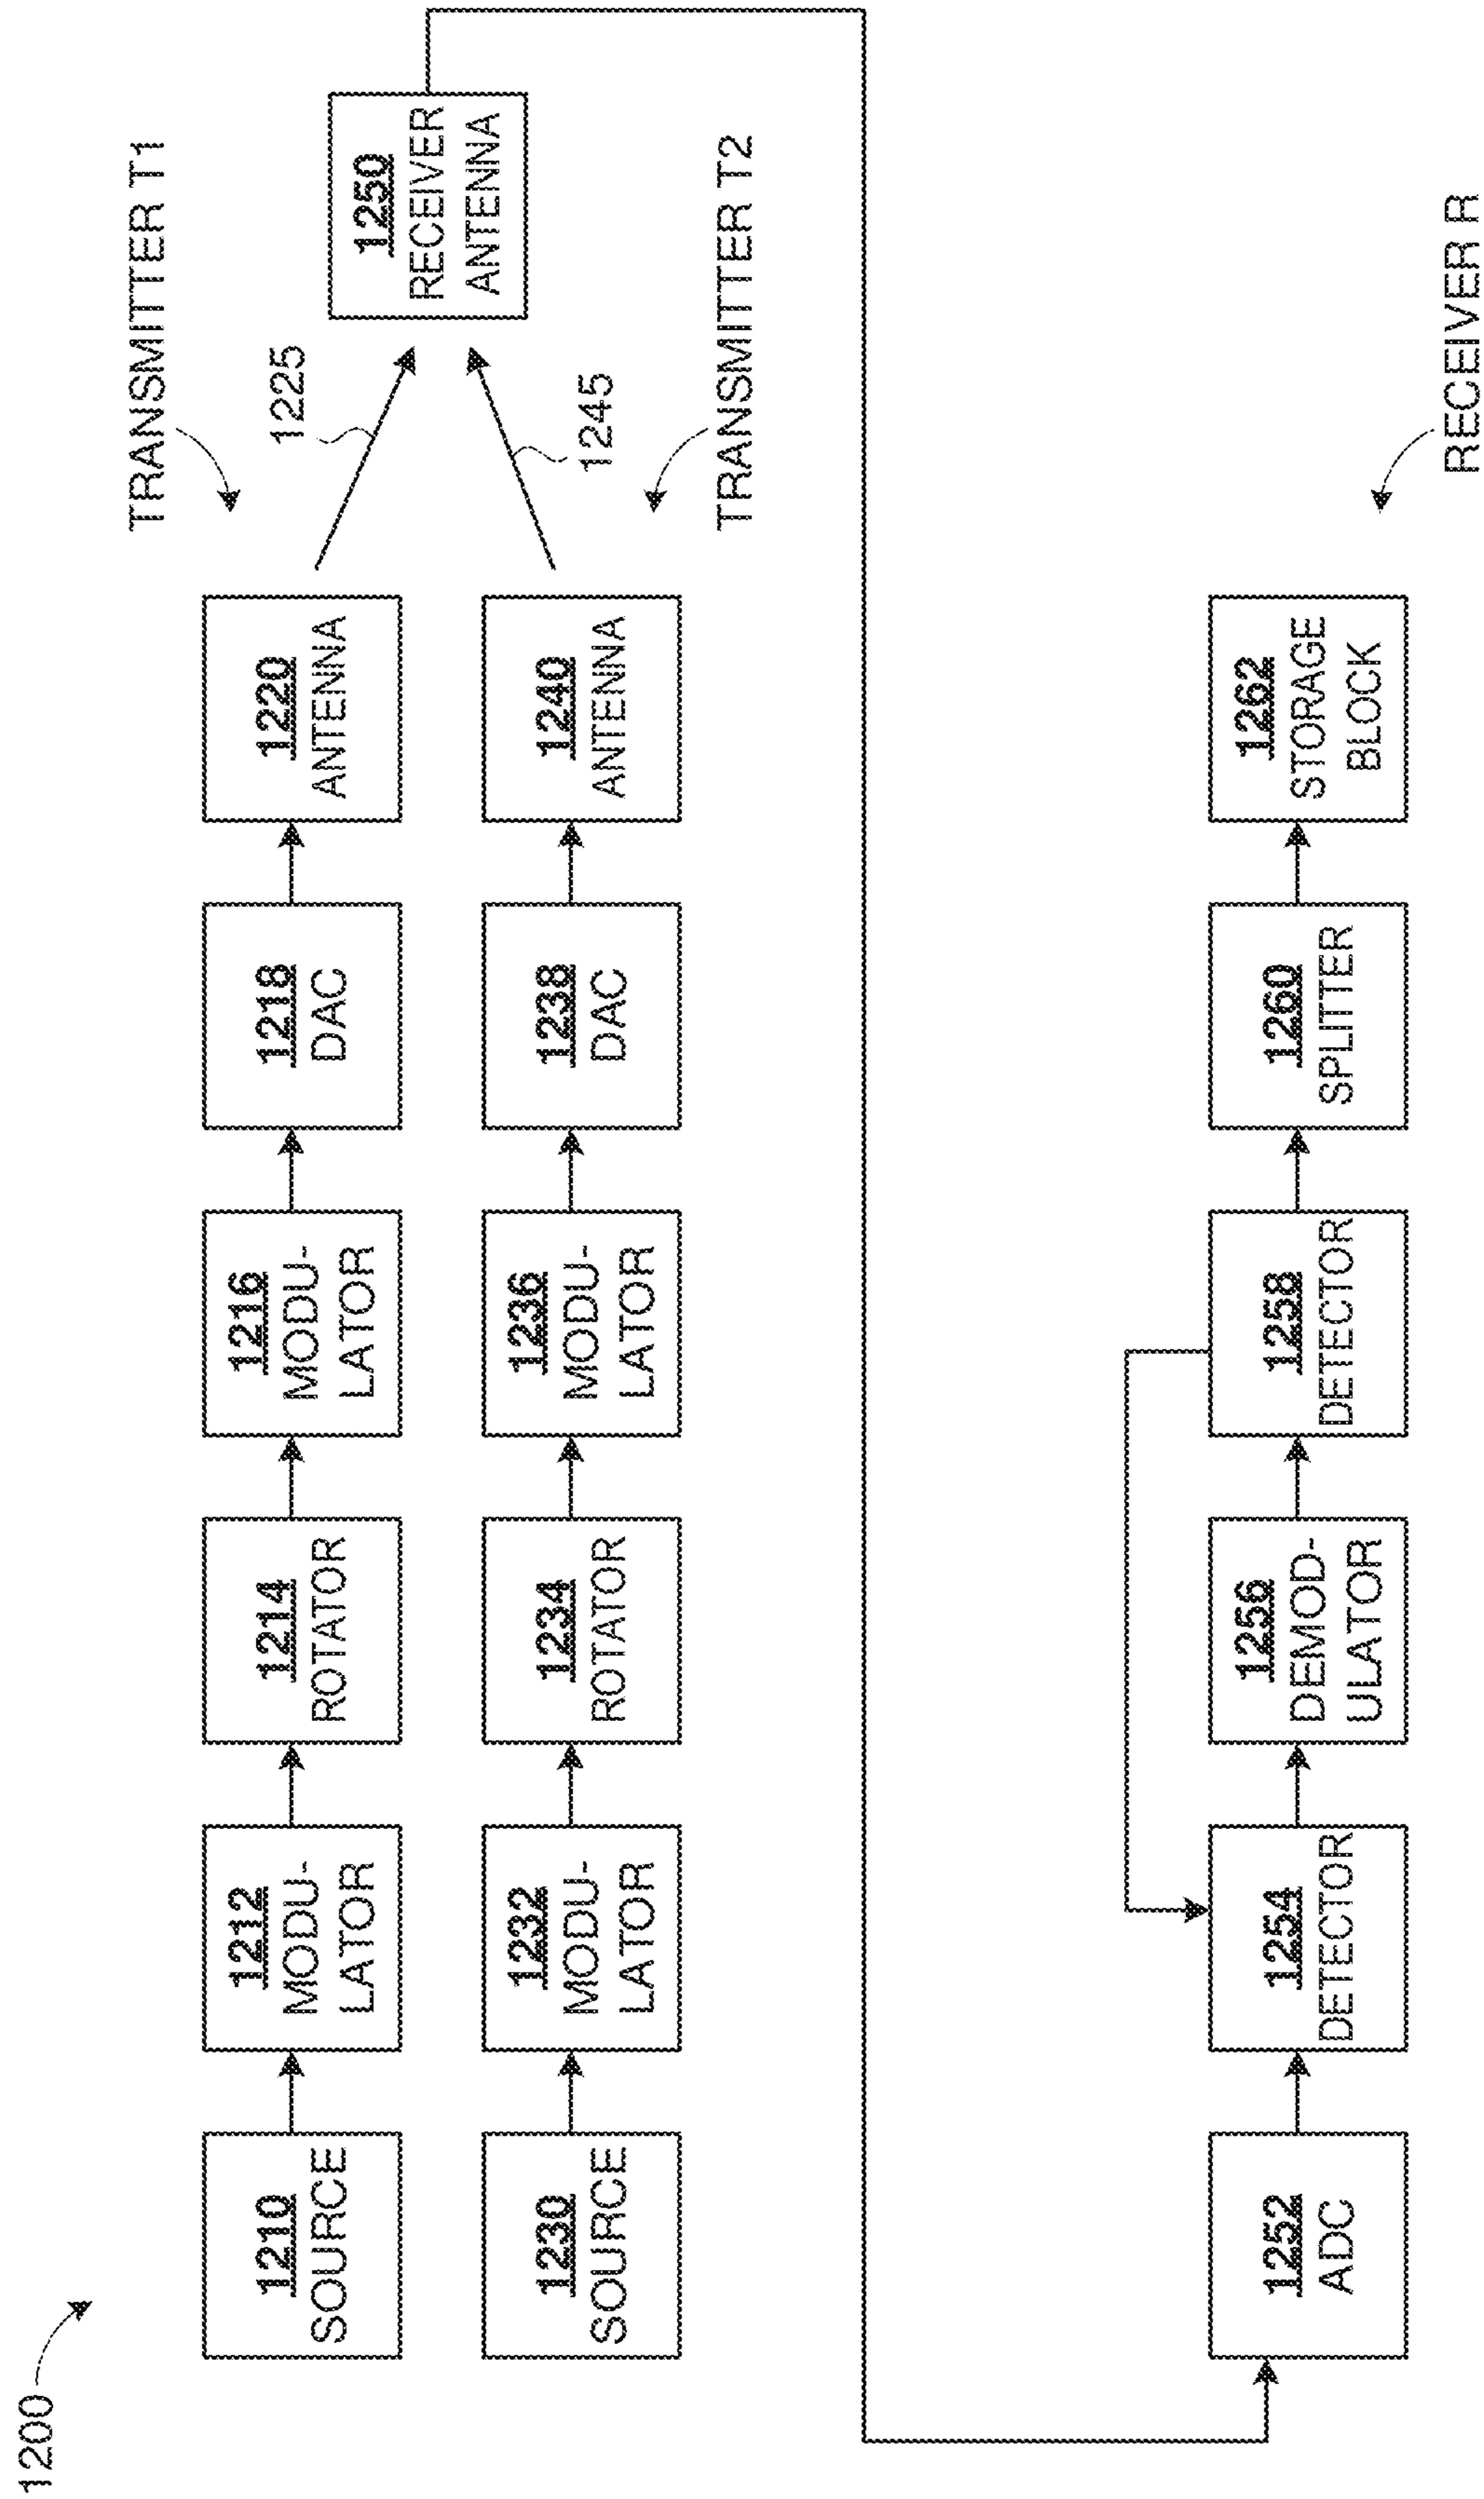 1200
TRANSMITTER T1
1210
SOURCE
1212
MODU-
LATOR
1214
ROTATOR
1216
MODU-
LATOR
1218
DAC
1220
ANTENNA
1225
1250
RECEIVER
ANTENNA
1230
SOURCE
1232
MODU-
LATOR
1234
ROTATOR
1236
MODU-
LATOR
1238
DAC
1240
ANTENNA
1245
TRANSMITTER T2
1252
ADC
1254
DETECTOR
1256
DEMOD-
ULATOR
1258
DETECTOR
1260
SPLITTER
1262
STORAGE
BLOCK
RECEIVER R